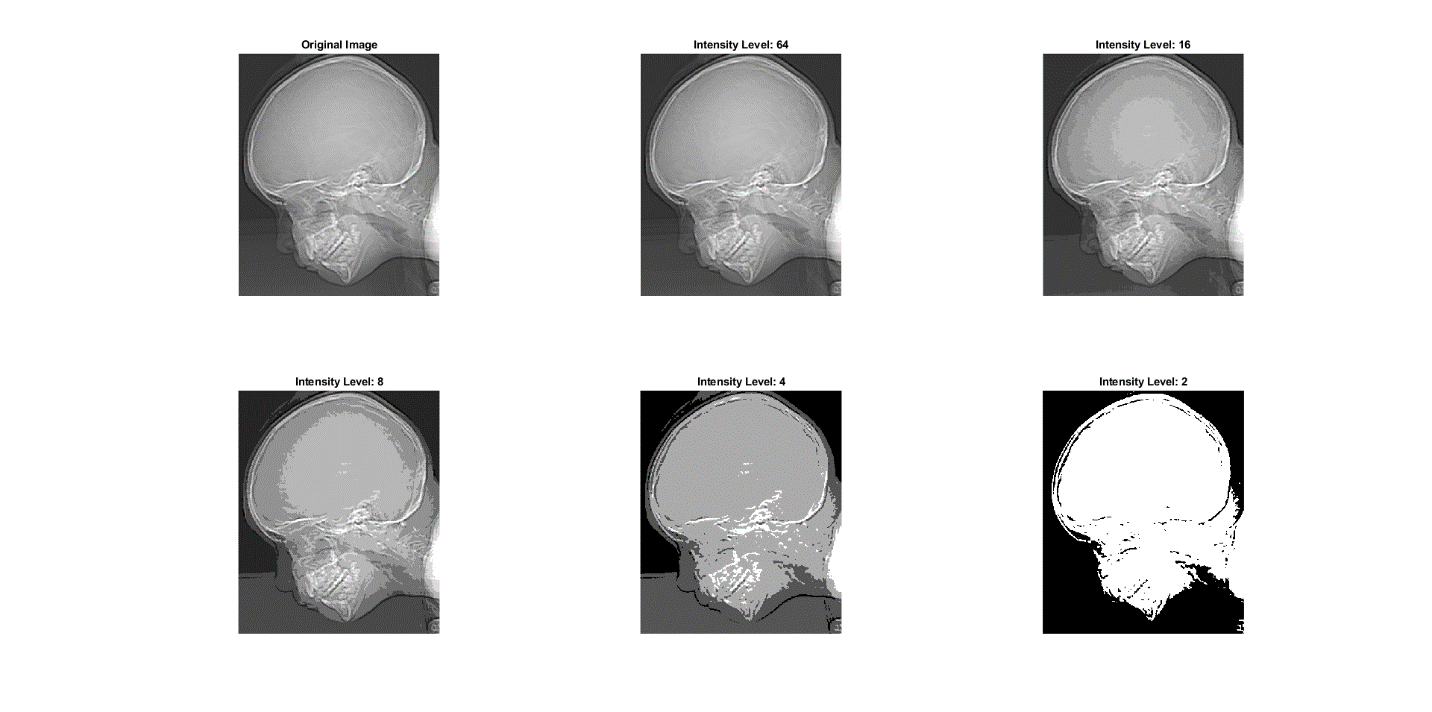 Original Image
Intensity Level: 64
Intensity Level: 16
Intensity Level: 8
Intensity Level: 4
Intensity Level: 2